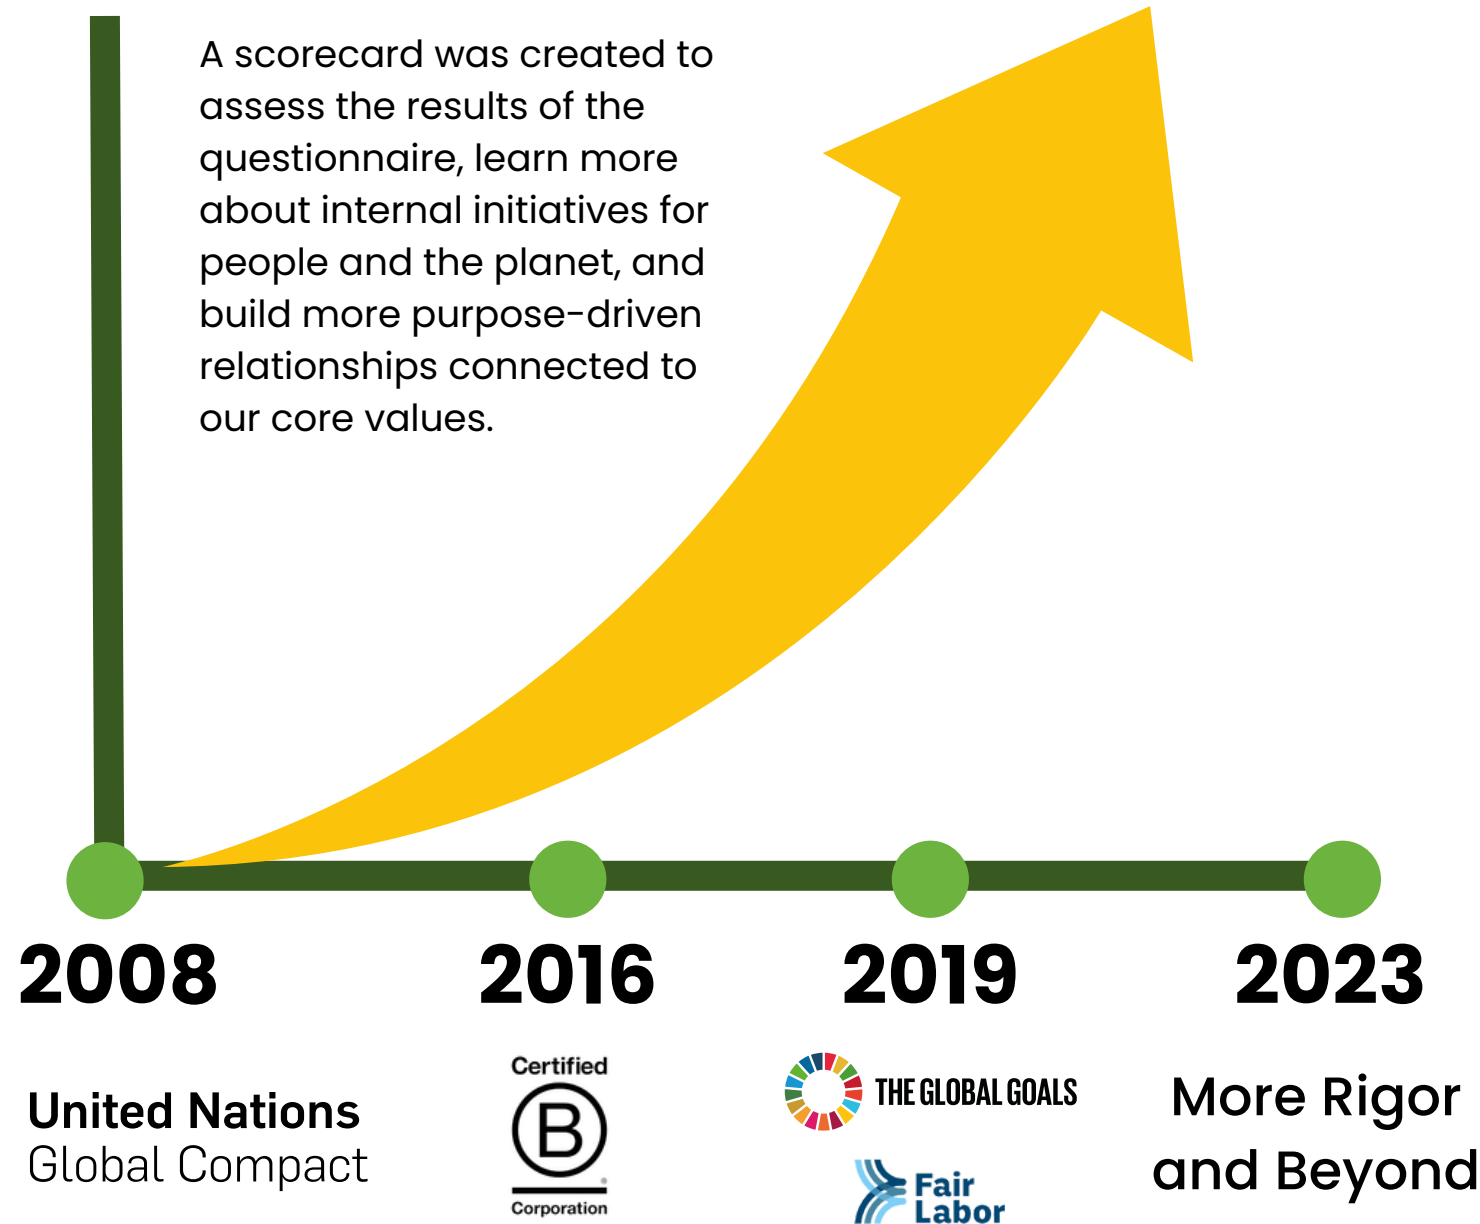 A scorecard was created to
assess the results of the
questionnaire, learn more
about internal initiatives for
people and the planet, and
build more purpose-driven
relationships connected to
our core values.
2008
2016
2019
2023
United Nations
Global Compact
Certified
B
®
Corporation
THE GLOBAL GOALS
Fair
Labor
More Rigor
and Beyond